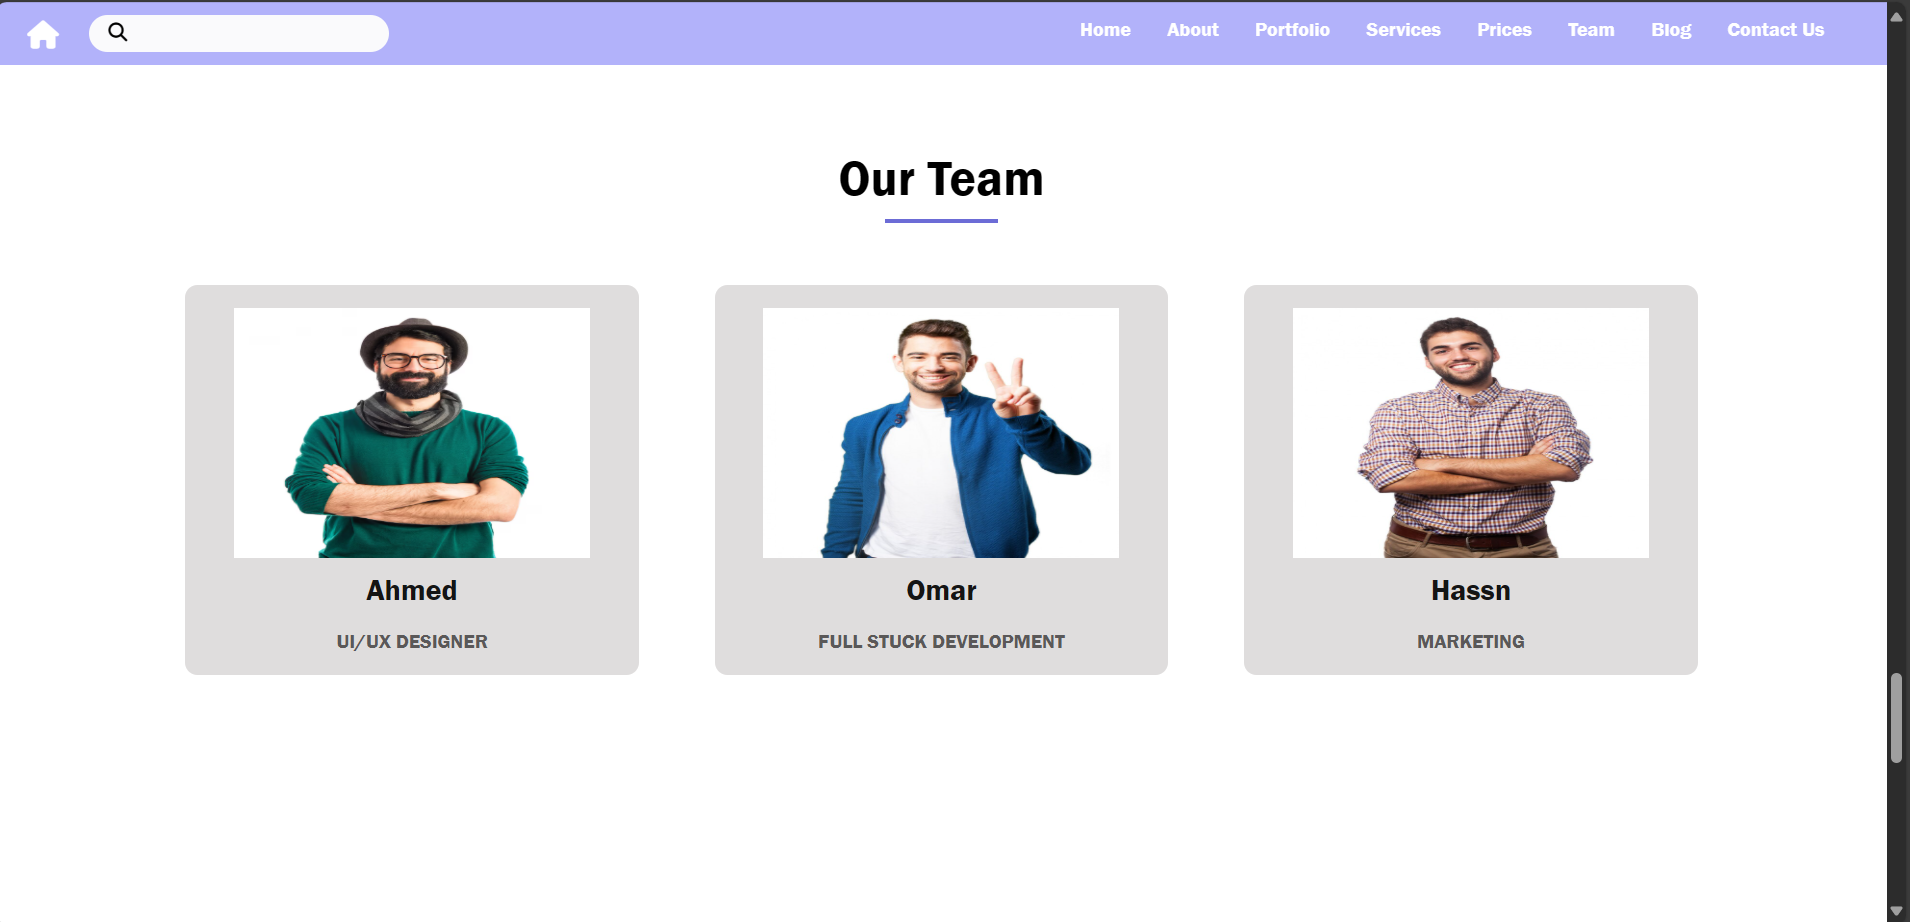 Home About Portfolio Services Prices Team Blog Contact Us
Our Team
Ahmed
UI/UX DESIGNER
Omar
FULL STUCK DEVELOPMENT
Hassn
MARKETING